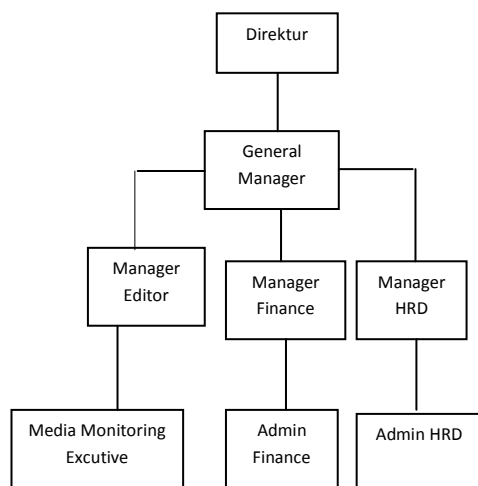 Direktur
General
Manager
Manager
Editor
Manager
Finance
Manager
HRD
Media Monitoring
Excutive
Admin
Finance
Admin HRD